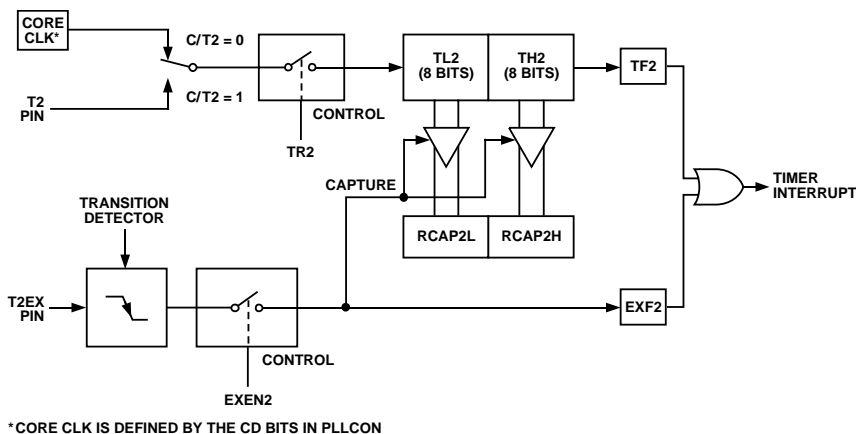 CORE
CLK*
C/T2 = 0
T2
PIN
C/T2 = 1
CONTROL
TR2
TL2
(8 BITS)
TH2
(8 BITS)
TF2
CAPTURE
TIMER
INTERRUPT
TRANSITION
DETECTOR
RCAP2L
RCAP2H
T2EX
PIN
EXF2
CONTROL
EXEN2
*CORE CLK IS DEFINED BY THE CD BITS IN PLLCON